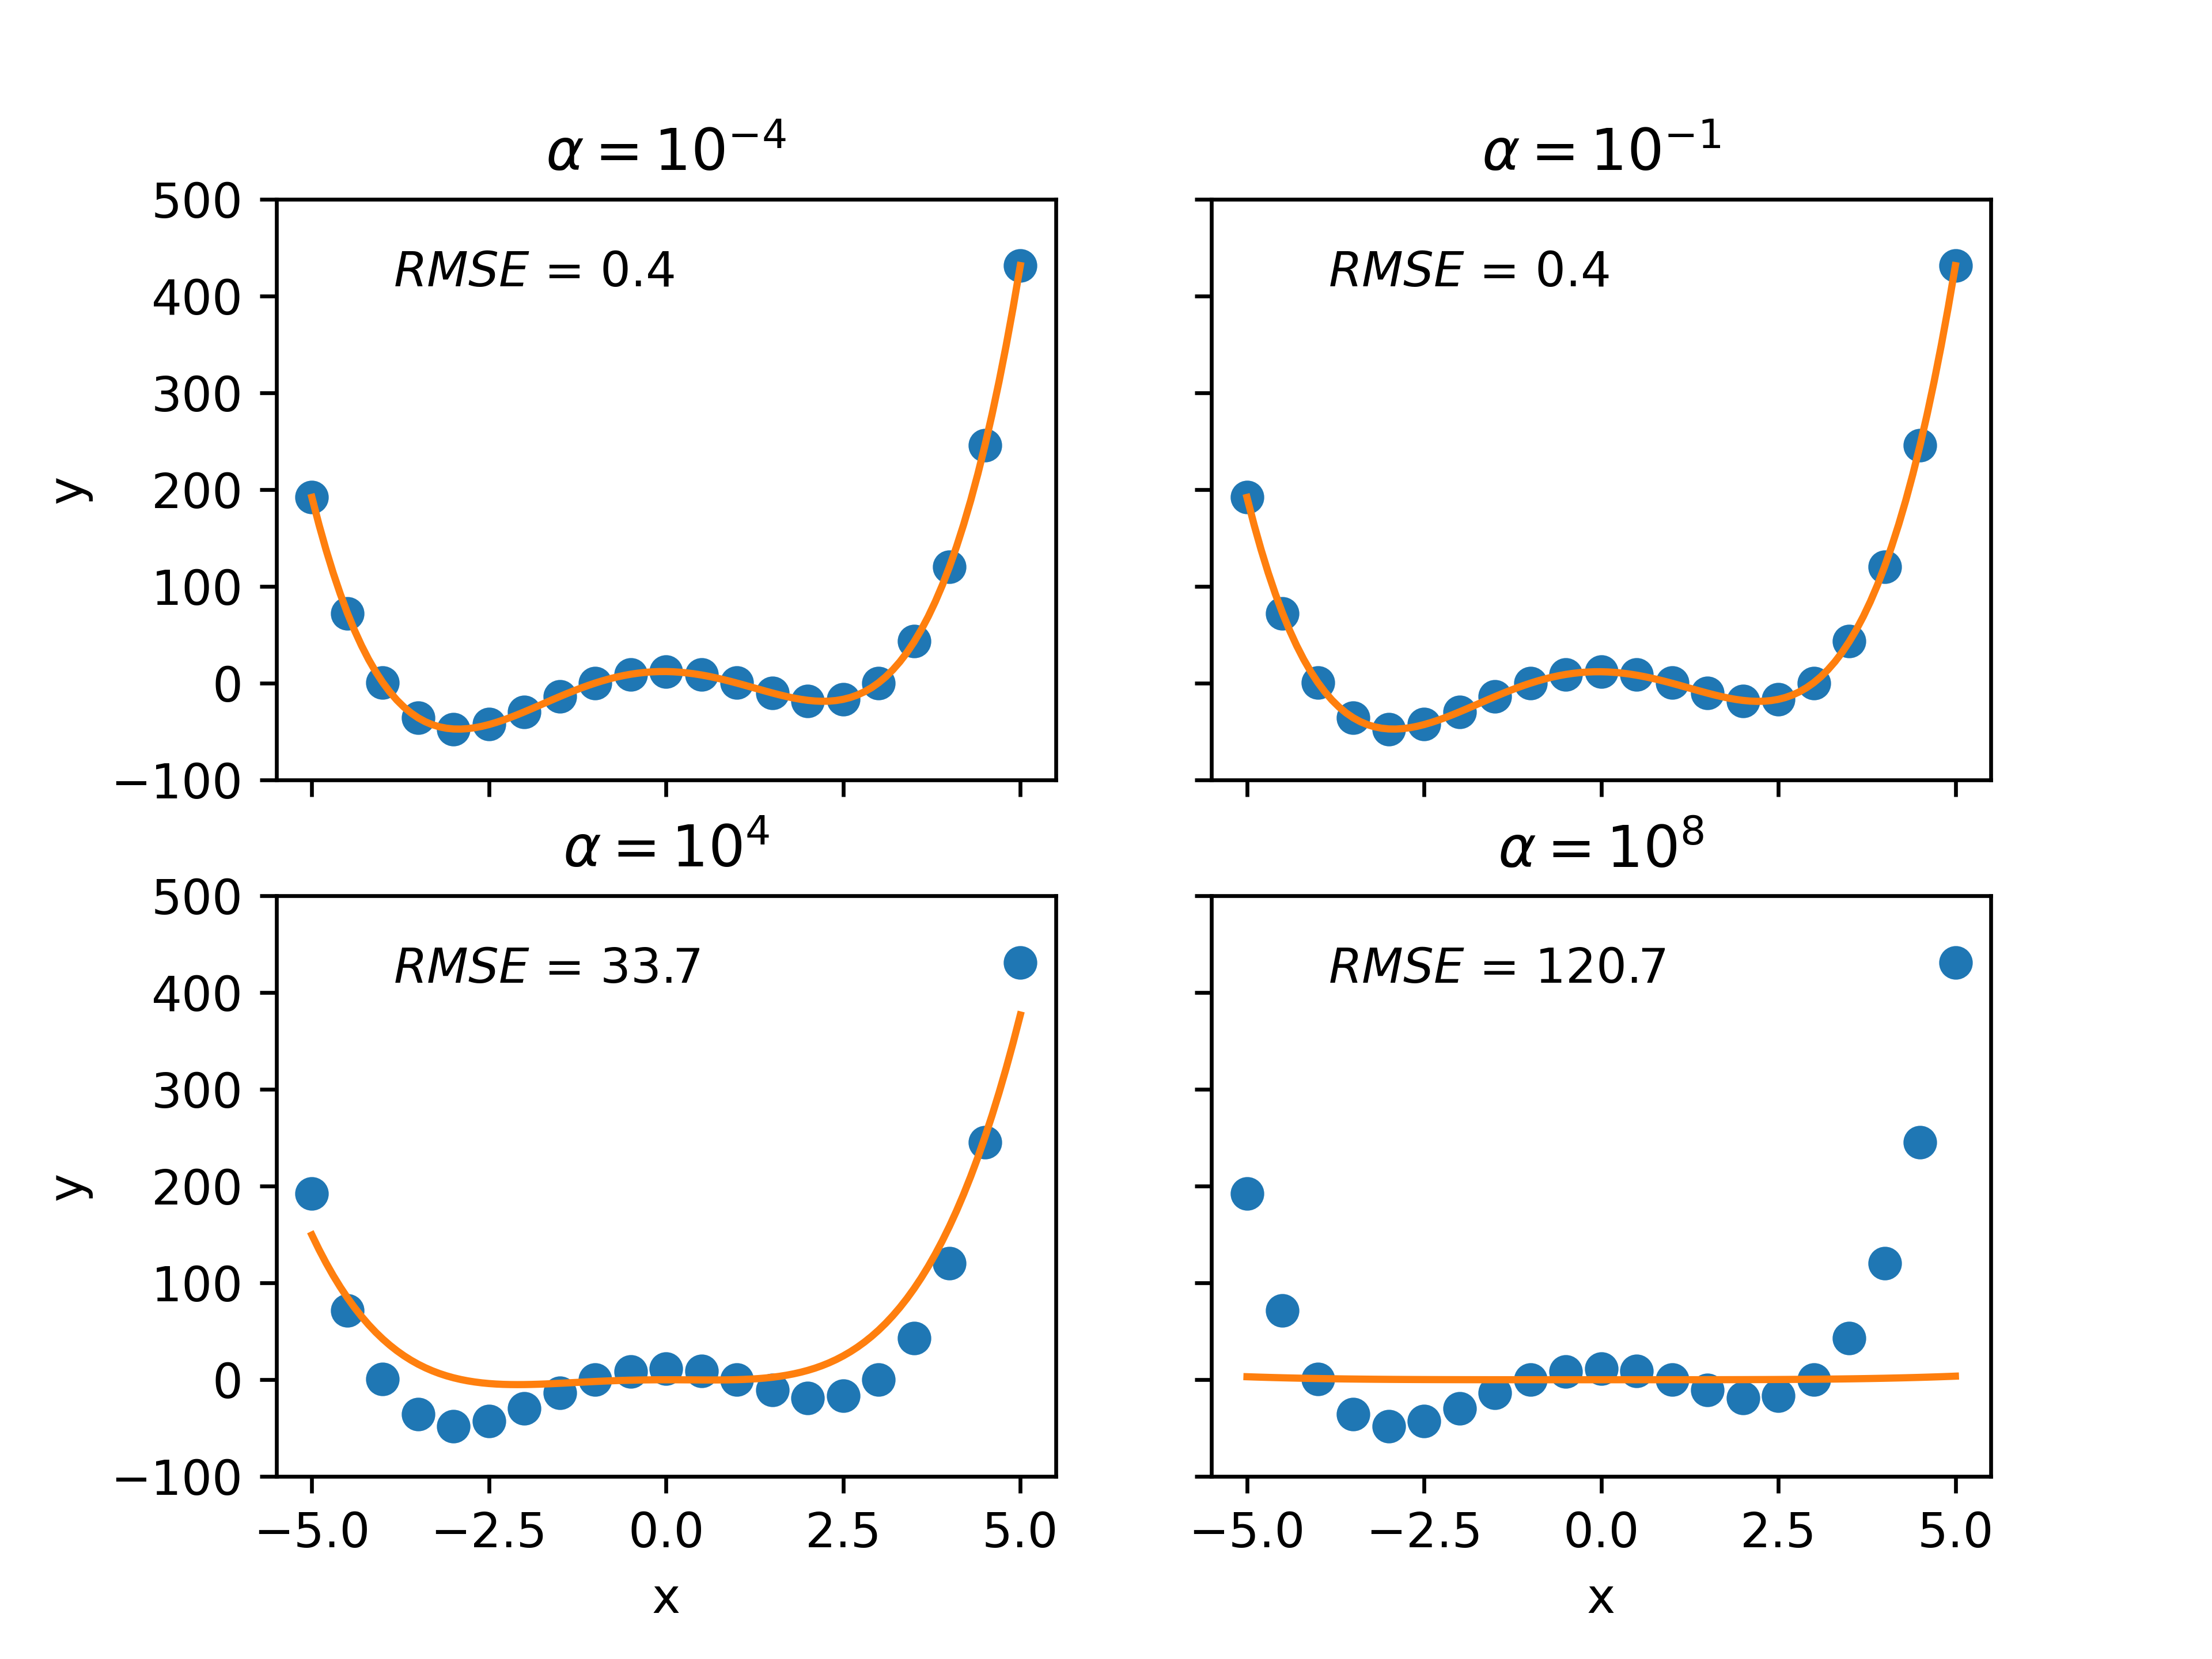 α = 10⁻⁴
α = 10⁻¹
500
400
300
200
100
0
−100
y
RMSE = 0.4
RMSE = 0.4
α = 10⁴
α = 10⁸
500
400
300
200
100
0
−100
y
RMSE = 33.7
RMSE = 120.7
−5.0 −2.5 0.0 2.5 5.0
−5.0 −2.5 0.0 2.5 5.0
x
x